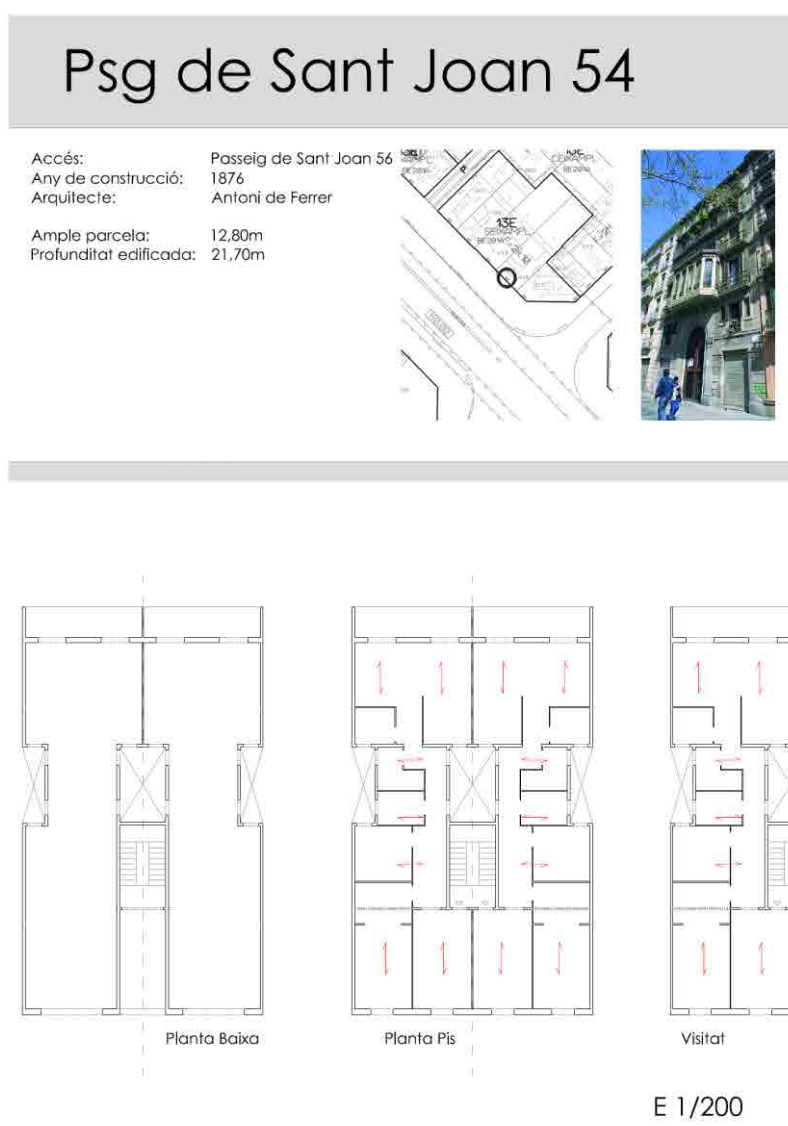 Psg de Sant Joan 54
Accés: Passeig de Sant Joan 56
Any de construcció: 1876
Arquitecte: Antoni de Ferrer
Ample parcela: 12,80m
Profunditat edificada: 21,70m
13E
Planta Baixa
Planta Pis
Visitat
E 1/200